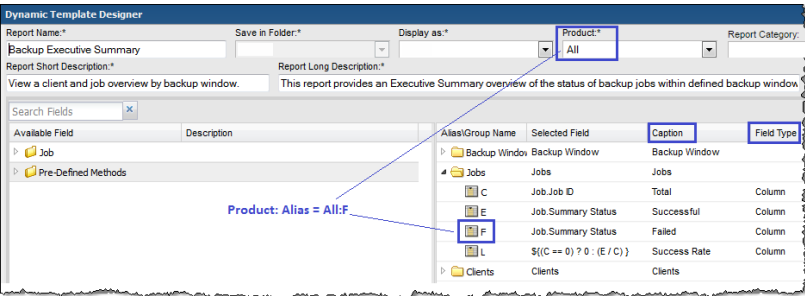 Dynamic Template Designer
Report Name:* Save in Folder:* Display as:* Product:* Report Category:
Backup Executive Summary All
Report Short Description:* Report Long Description:*
View a client and job overview by backup window. This report provides an Executive Summary overview of the status of backup jobs within defined backup window
Search Fields
Available Field Description Alias\Group Name Selected Field Caption Field Type
Job Backup Window Backup Window Backup Window
Pre-Defined Methods Jobs Jobs Jobs
C Job.Job ID Total Column
Product: Alias = All:F E Job.Summary Status Successful Column
F Job.Summary Status Failed Column
L ${(C == 0) ? 0 : (E / C) } Success Rate Column
Clients Clients Clients